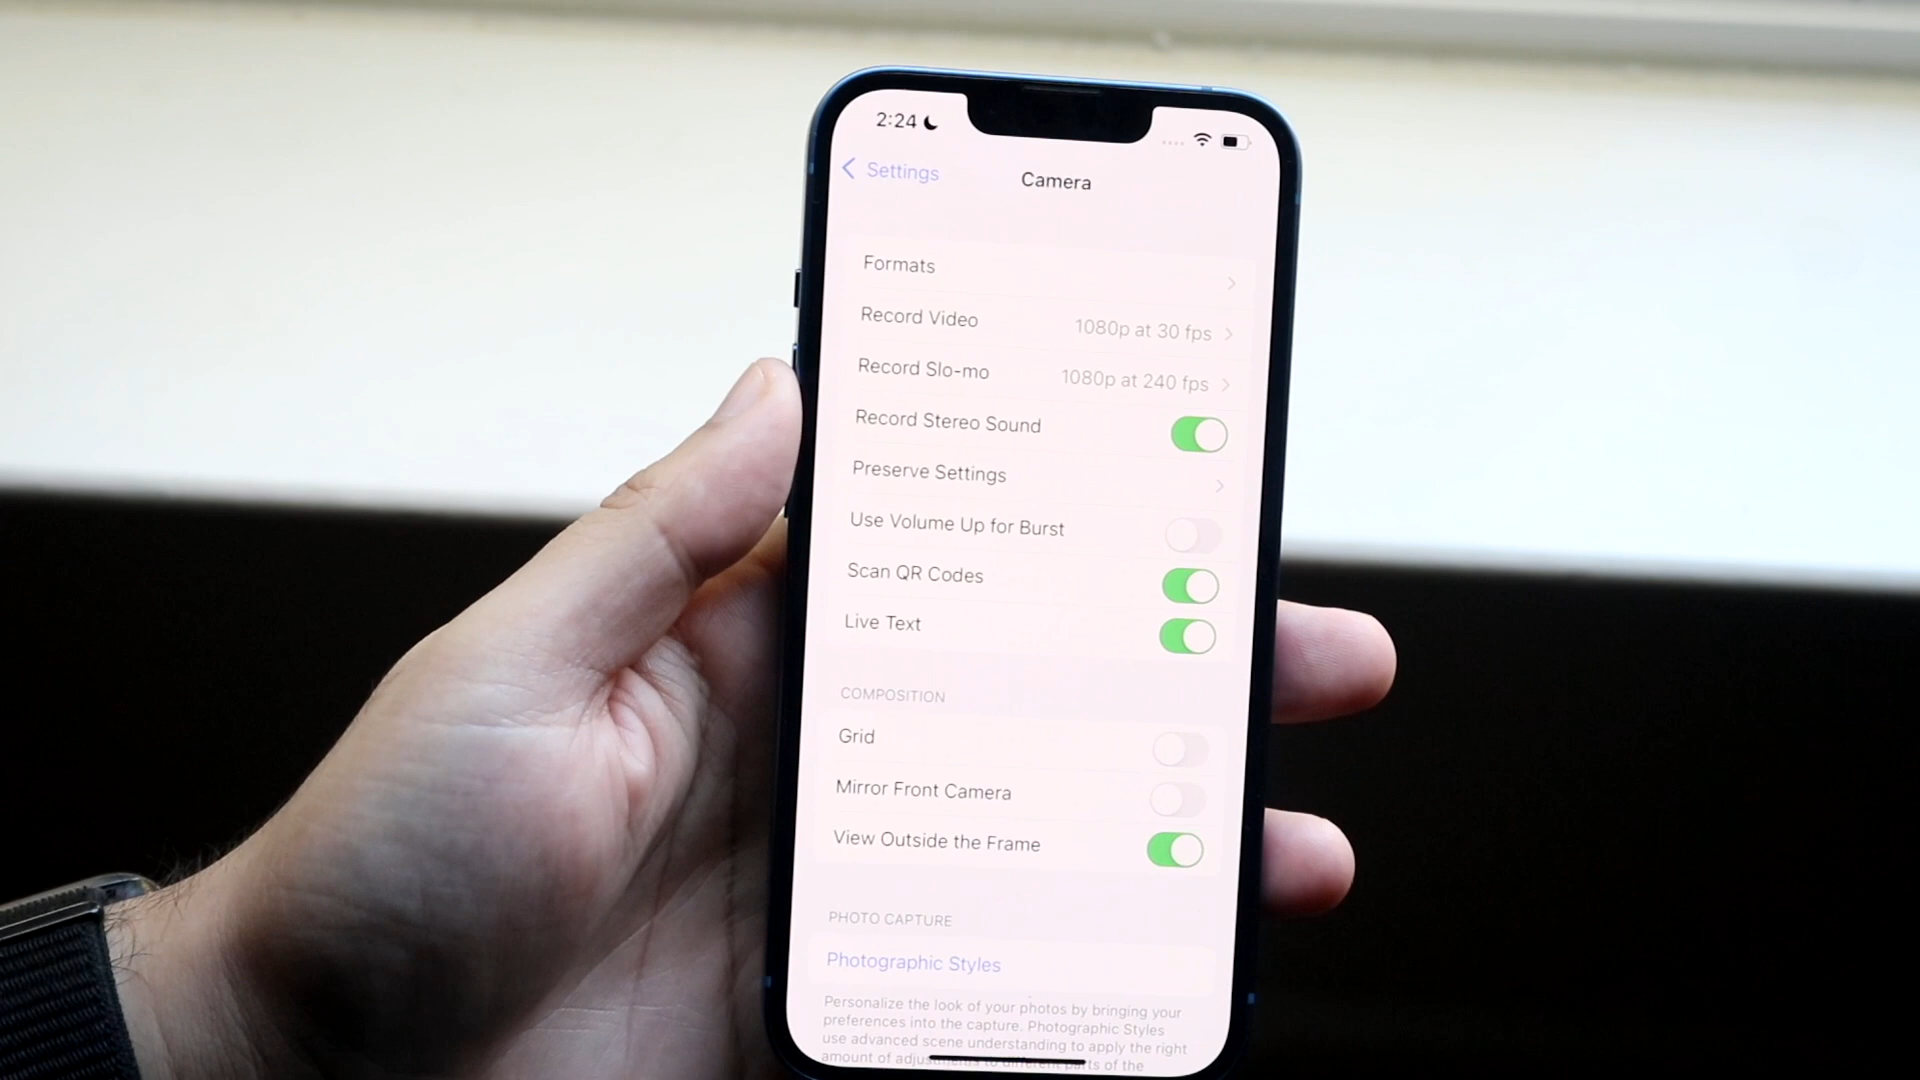 2:24
Settings
Camera
Formats
Record Video 1080p at 30 fps
Record Slo-mo 1080p at 240 fps
Record Stereo Sound
Preserve Settings
Use Volume Up for Burst
Scan QR Codes
Live Text
COMPOSITION
Grid
Mirror Front Camera
View Outside the Frame
PHOTO CAPTURE
Photographic Styles
Personalize the look of your photos by bringing your
preferences into the capture. Photographic Styles
use advanced scene understanding to apply the right
amount of adjustments to different parts of the